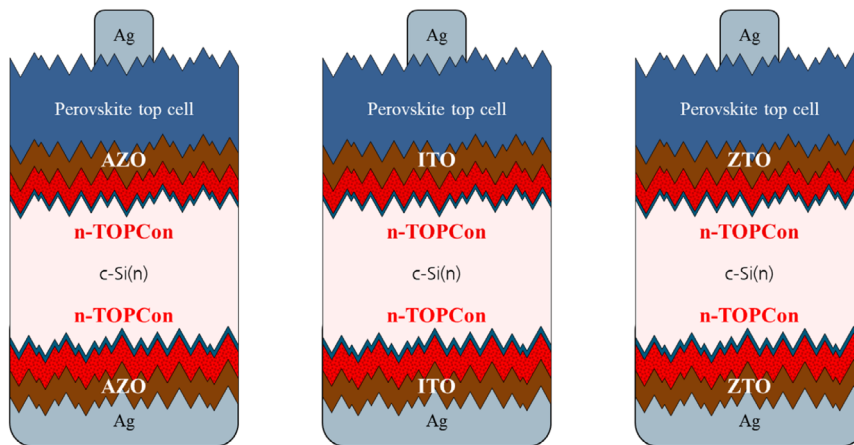 Ag
Perovskite top cell
AZO
n-TOPCon
c-Si(n)
n-TOPCon
AZO
Ag
Ag
Perovskite top cell
ITO
n-TOPCon
c-Si(n)
n-TOPCon
ITO
Ag
Ag
Perovskite top cell
ZTO
n-TOPCon
c-Si(n)
n-TOPCon
ZTO
Ag